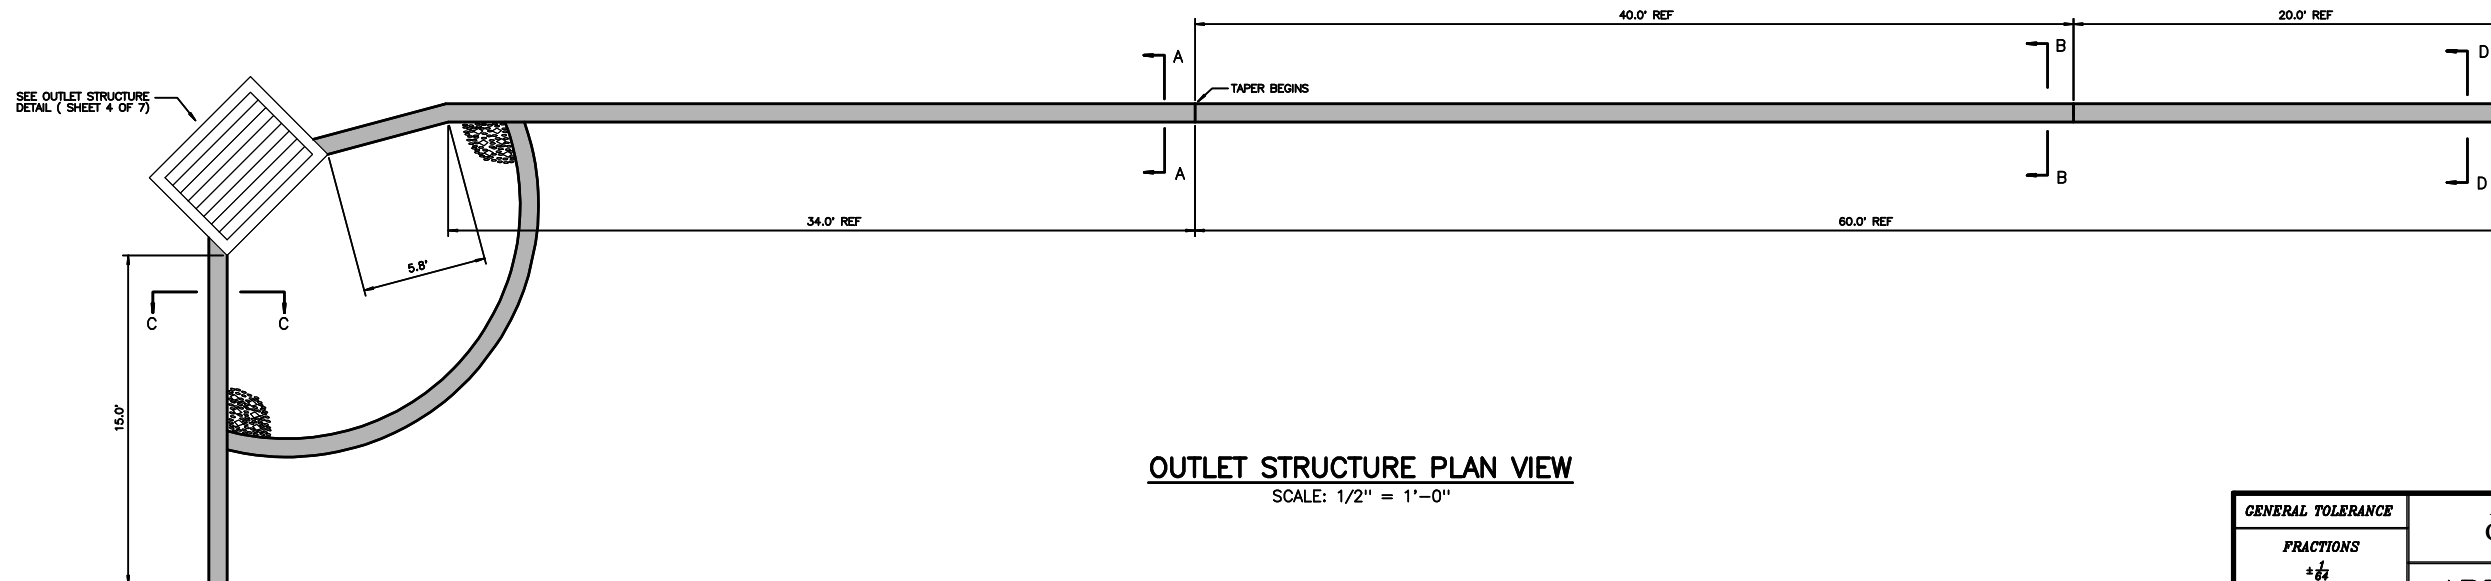 40.0' REF
20.0' REF
A
B
D
SEE OUTLET STRUCTURE
DETAIL ( SHEET 4 OF 7)
TAPER BEGINS
A
B
D
34.0' REF
60.0' REF
5.8'
C
C
15.0'
OUTLET STRUCTURE PLAN VIEW
SCALE: 1/2" = 1'-0"
GENERAL TOLERANCE
FRACTIONS
±1/64